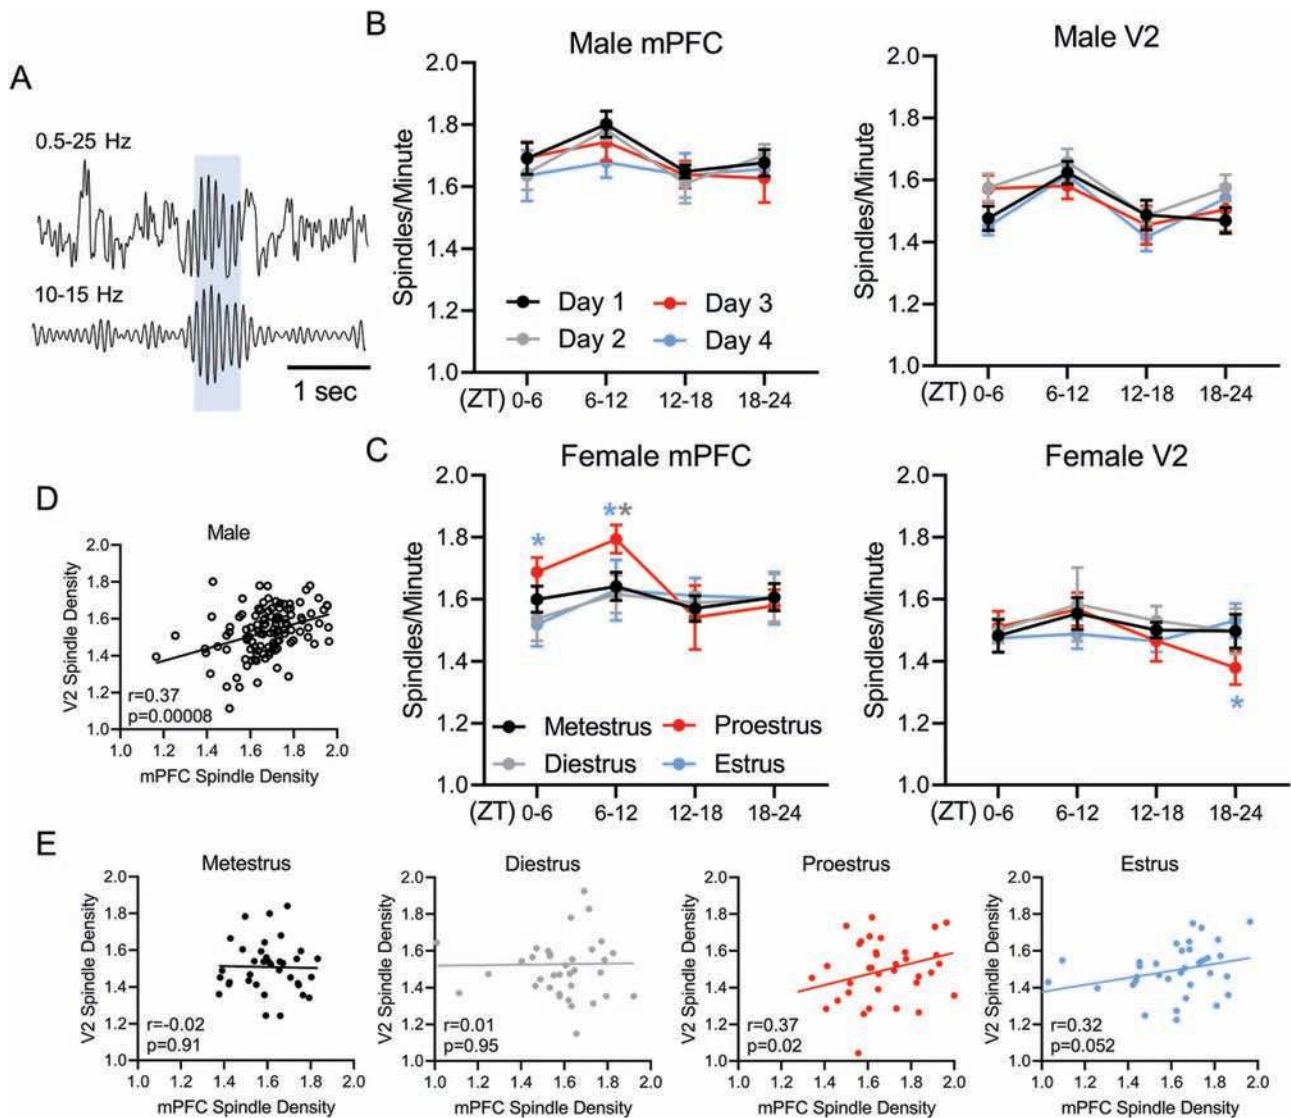 A
0.5-25 Hz
10-15 Hz
1 sec
B
Male mPFC
Spindles/Minute
2.0
1.8
1.6
1.4
1.2
1.0
Day 1
Day 3
Day 2
Day 4
(ZT) 0-6 6-12 12-18 18-24
Male V2
Spindles/Minute
2.0
1.8
1.6
1.4
1.2
1.0
(ZT) 0-6 6-12 12-18 18-24
C
Female mPFC
Spindles/Minute
2.0
1.8
1.6
1.4
1.2
1.0
* **
Metestrus
Proestrus
Diestrus
Estrus
(ZT) 0-6 6-12 12-18 18-24
Female V2
Spindles/Minute
2.0
1.8
1.6
1.4
1.2
1.0
*
(ZT) 0-6 6-12 12-18 18-24
D
Male
V2 Spindle Density
2.0
1.8
1.6
1.4
1.2
1.0
r=0.37
p=0.00008
1.0 1.2 1.4 1.6 1.8 2.0
mPFC Spindle Density
E
Metestrus
V2 Spindle Density
2.0
1.8
1.6
1.4
1.2
1.0
r=-0.02
p=0.91
1.0 1.2 1.4 1.6 1.8 2.0
mPFC Spindle Density
Diestrus
V2 Spindle Density
2.0
1.8
1.6
1.4
1.2
1.0
r=0.01
p=0.95
1.0 1.2 1.4 1.6 1.8 2.0
mPFC Spindle Density
Proestrus
V2 Spindle Density
2.0
1.8
1.6
1.4
1.2
1.0
r=0.37
p=0.02
1.0 1.2 1.4 1.6 1.8 2.0
mPFC Spindle Density
Estrus
V2 Spindle Density
2.0
1.8
1.6
1.4
1.2
1.0
r=0.32
p=0.052
1.0 1.2 1.4 1.6 1.8 2.0
mPFC Spindle Density